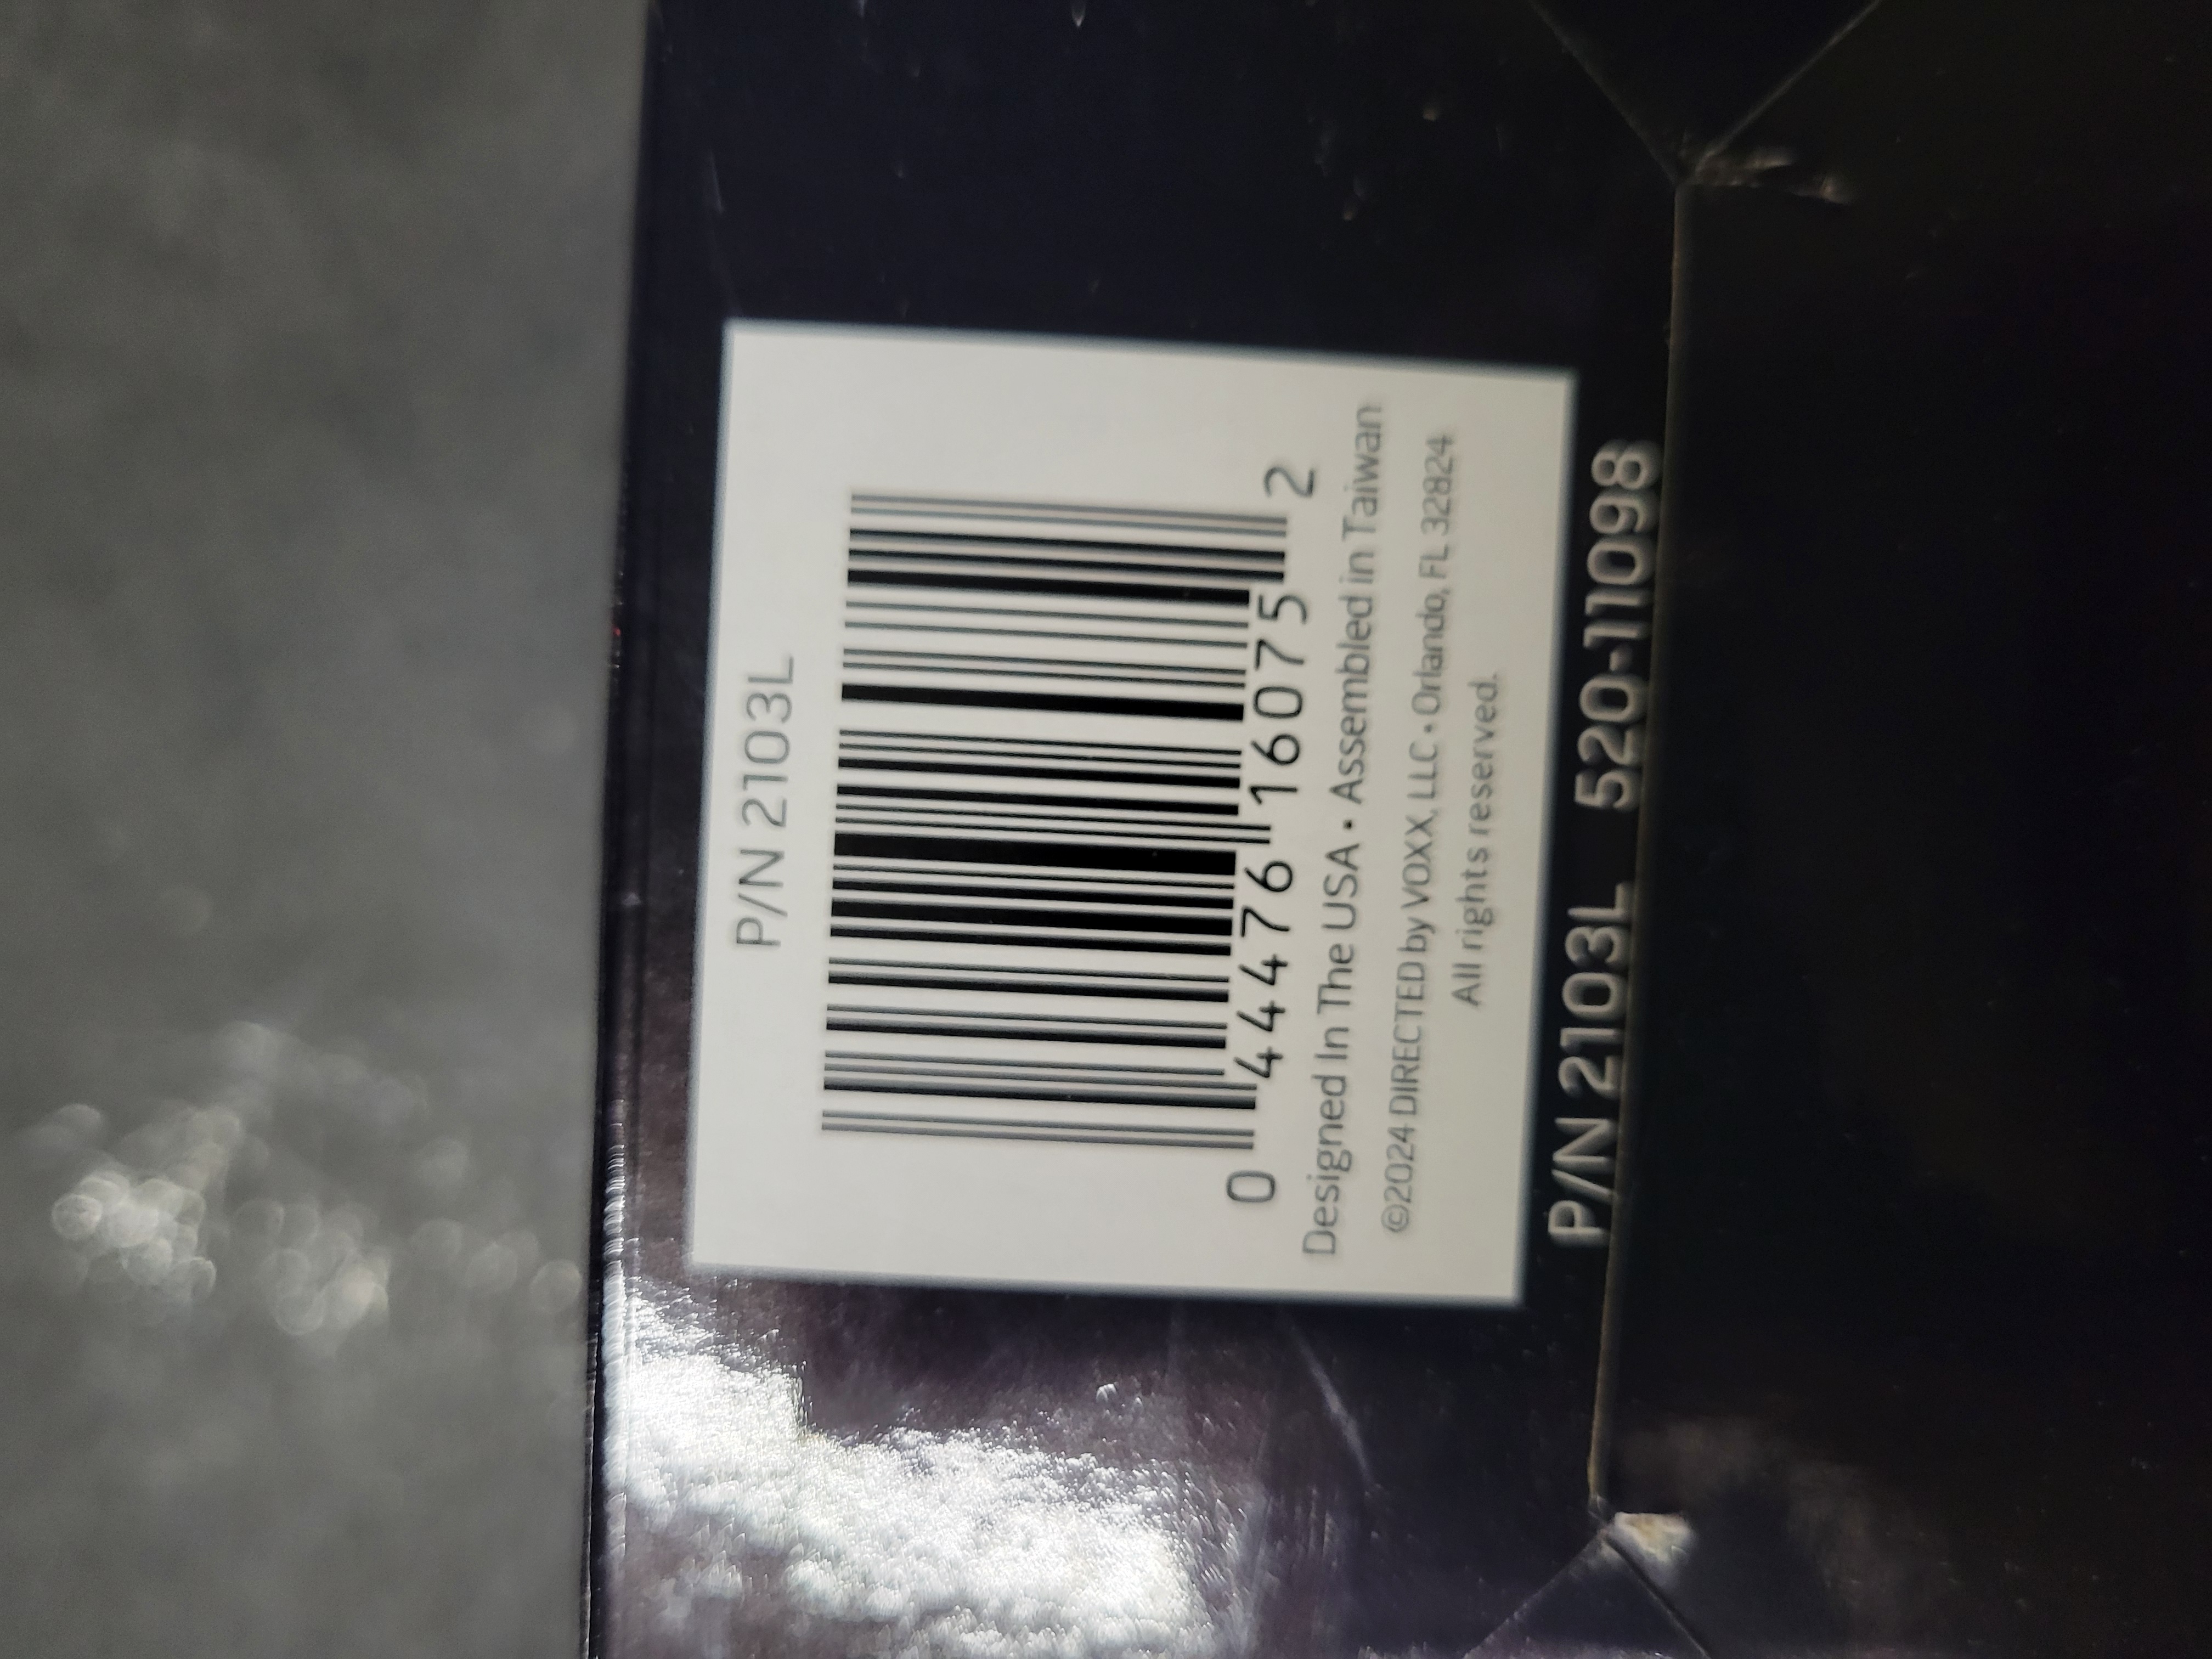 P/N 2103L
0 44476 16075 2
Designed In The USA • Assembled in Taiwan
©2024 DIRECTED by VOXX, LLC • Orlando, FL 32824
All rights reserved.
P/N 2103L 520-11098